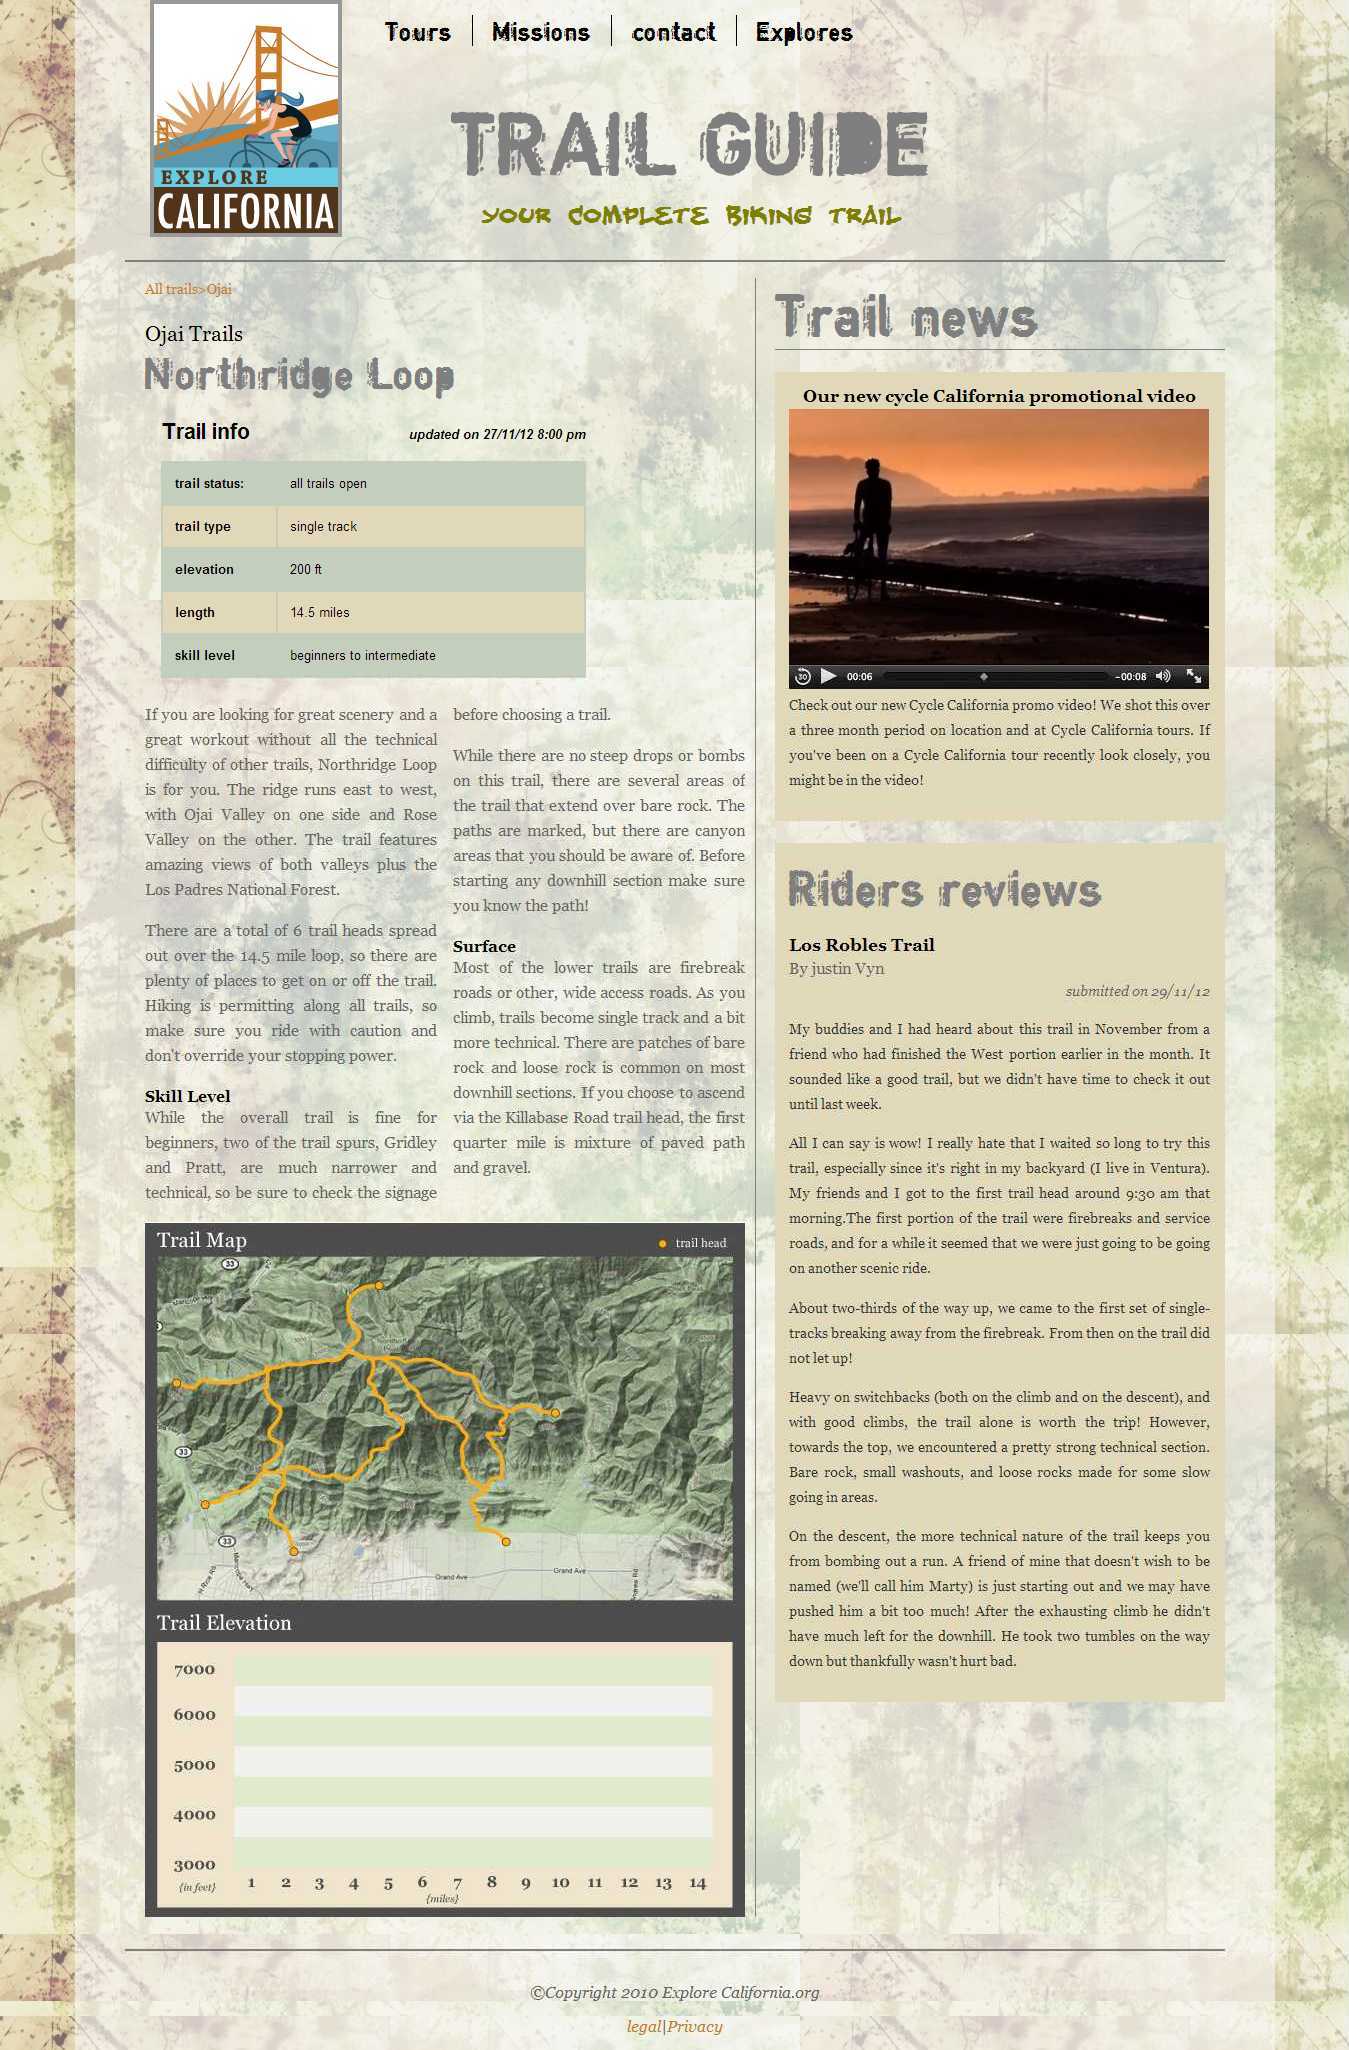 EXPLORE
CALIFORNIA
Tours
Missions
contact
Explores
TRAIL GUIDE
YOUR COMPLETE BIKING TRAIL
All trails>Ojai
Ojai Trails
Northridge Loop
Trail info
updated on 27/11/12 8:00 pm
trail status: all trails open
trail type single track
elevation 200 ft
length 14.5 miles
skill level beginners to intermediate
If you are looking for great scenery and a
great workout without all the technical
difficulty of other trails, Northridge Loop
is for you. The ridge runs east to west,
with Ojai Valley on one side and Rose
Valley on the other. The trail features
amazing views of both valleys plus the
Los Padres National Forest.
There are a total of 6 trail heads spread
out over the 14.5 mile loop, so there are
plenty of places to get on or off the trail.
Hiking is permitting along all trails, so
make sure you ride with caution and
don't override your stopping power.
Skill Level
While the overall trail is fine for
beginners, two of the trail spurs, Gridley
and Pratt, are much narrower and
technical, so be sure to check the signage
before choosing a trail.
While there are no steep drops or bombs
on this trail, there are several areas of
the trail that extend over bare rock. The
paths are marked, but there are canyon
areas that you should be aware of. Before
starting any downhill section make sure
you know the path!
Surface
Most of the lower trails are firebreak
roads or other, wide access roads. As you
climb, trails become single track and a bit
more technical. There are patches of bare
rock and loose rock is common on most
downhill sections. If you choose to ascend
via the Killabase Road trail head, the first
quarter mile is mixture of paved path
and gravel.
Trail Map
trail head
33
33
33
Grand Ave
Grand Ave
Trail Elevation
7000
6000
5000
4000
3000
{in feet}
1 2 3 4 5 6 7 8 9 10 11 12 13 14
{miles}
Trail news
Our new cycle California promotional video
30 00:06 -00:08
Check out our new Cycle California promo video! We shot this over
a three month period on location and at Cycle California tours. If
you've been on a Cycle California tour recently look closely, you
might be in the video!
Riders reviews
Los Robles Trail
By justin Vyn
submitted on 29/11/12
My buddies and I had heard about this trail in November from a
friend who had finished the West portion earlier in the month. It
sounded like a good trail, but we didn't have time to check it out
until last week.
All I can say is wow! I really hate that I waited so long to try this
trail, especially since it's right in my backyard (I live in Ventura).
My friends and I got to the first trail head around 9:30 am that
morning.The first portion of the trail were firebreaks and service
roads, and for a while it seemed that we were just going to be going
on another scenic ride.
About two-thirds of the way up, we came to the first set of single-
tracks breaking away from the firebreak. From then on the trail did
not let up!
Heavy on switchbacks (both on the climb and on the descent), and
with good climbs, the trail alone is worth the trip! However,
towards the top, we encountered a pretty strong technical section.
Bare rock, small washouts, and loose rocks made for some slow
going in areas.
On the descent, the more technical nature of the trail keeps you
from bombing out a run. A friend of mine that doesn't wish to be
named (we'll call him Marty) is just starting out and we may have
pushed him a bit too much! After the exhausting climb he didn't
have much left for the downhill. He took two tumbles on the way
down but thankfully wasn't hurt bad.
©Copyright 2010 Explore California.org
legal|Privacy